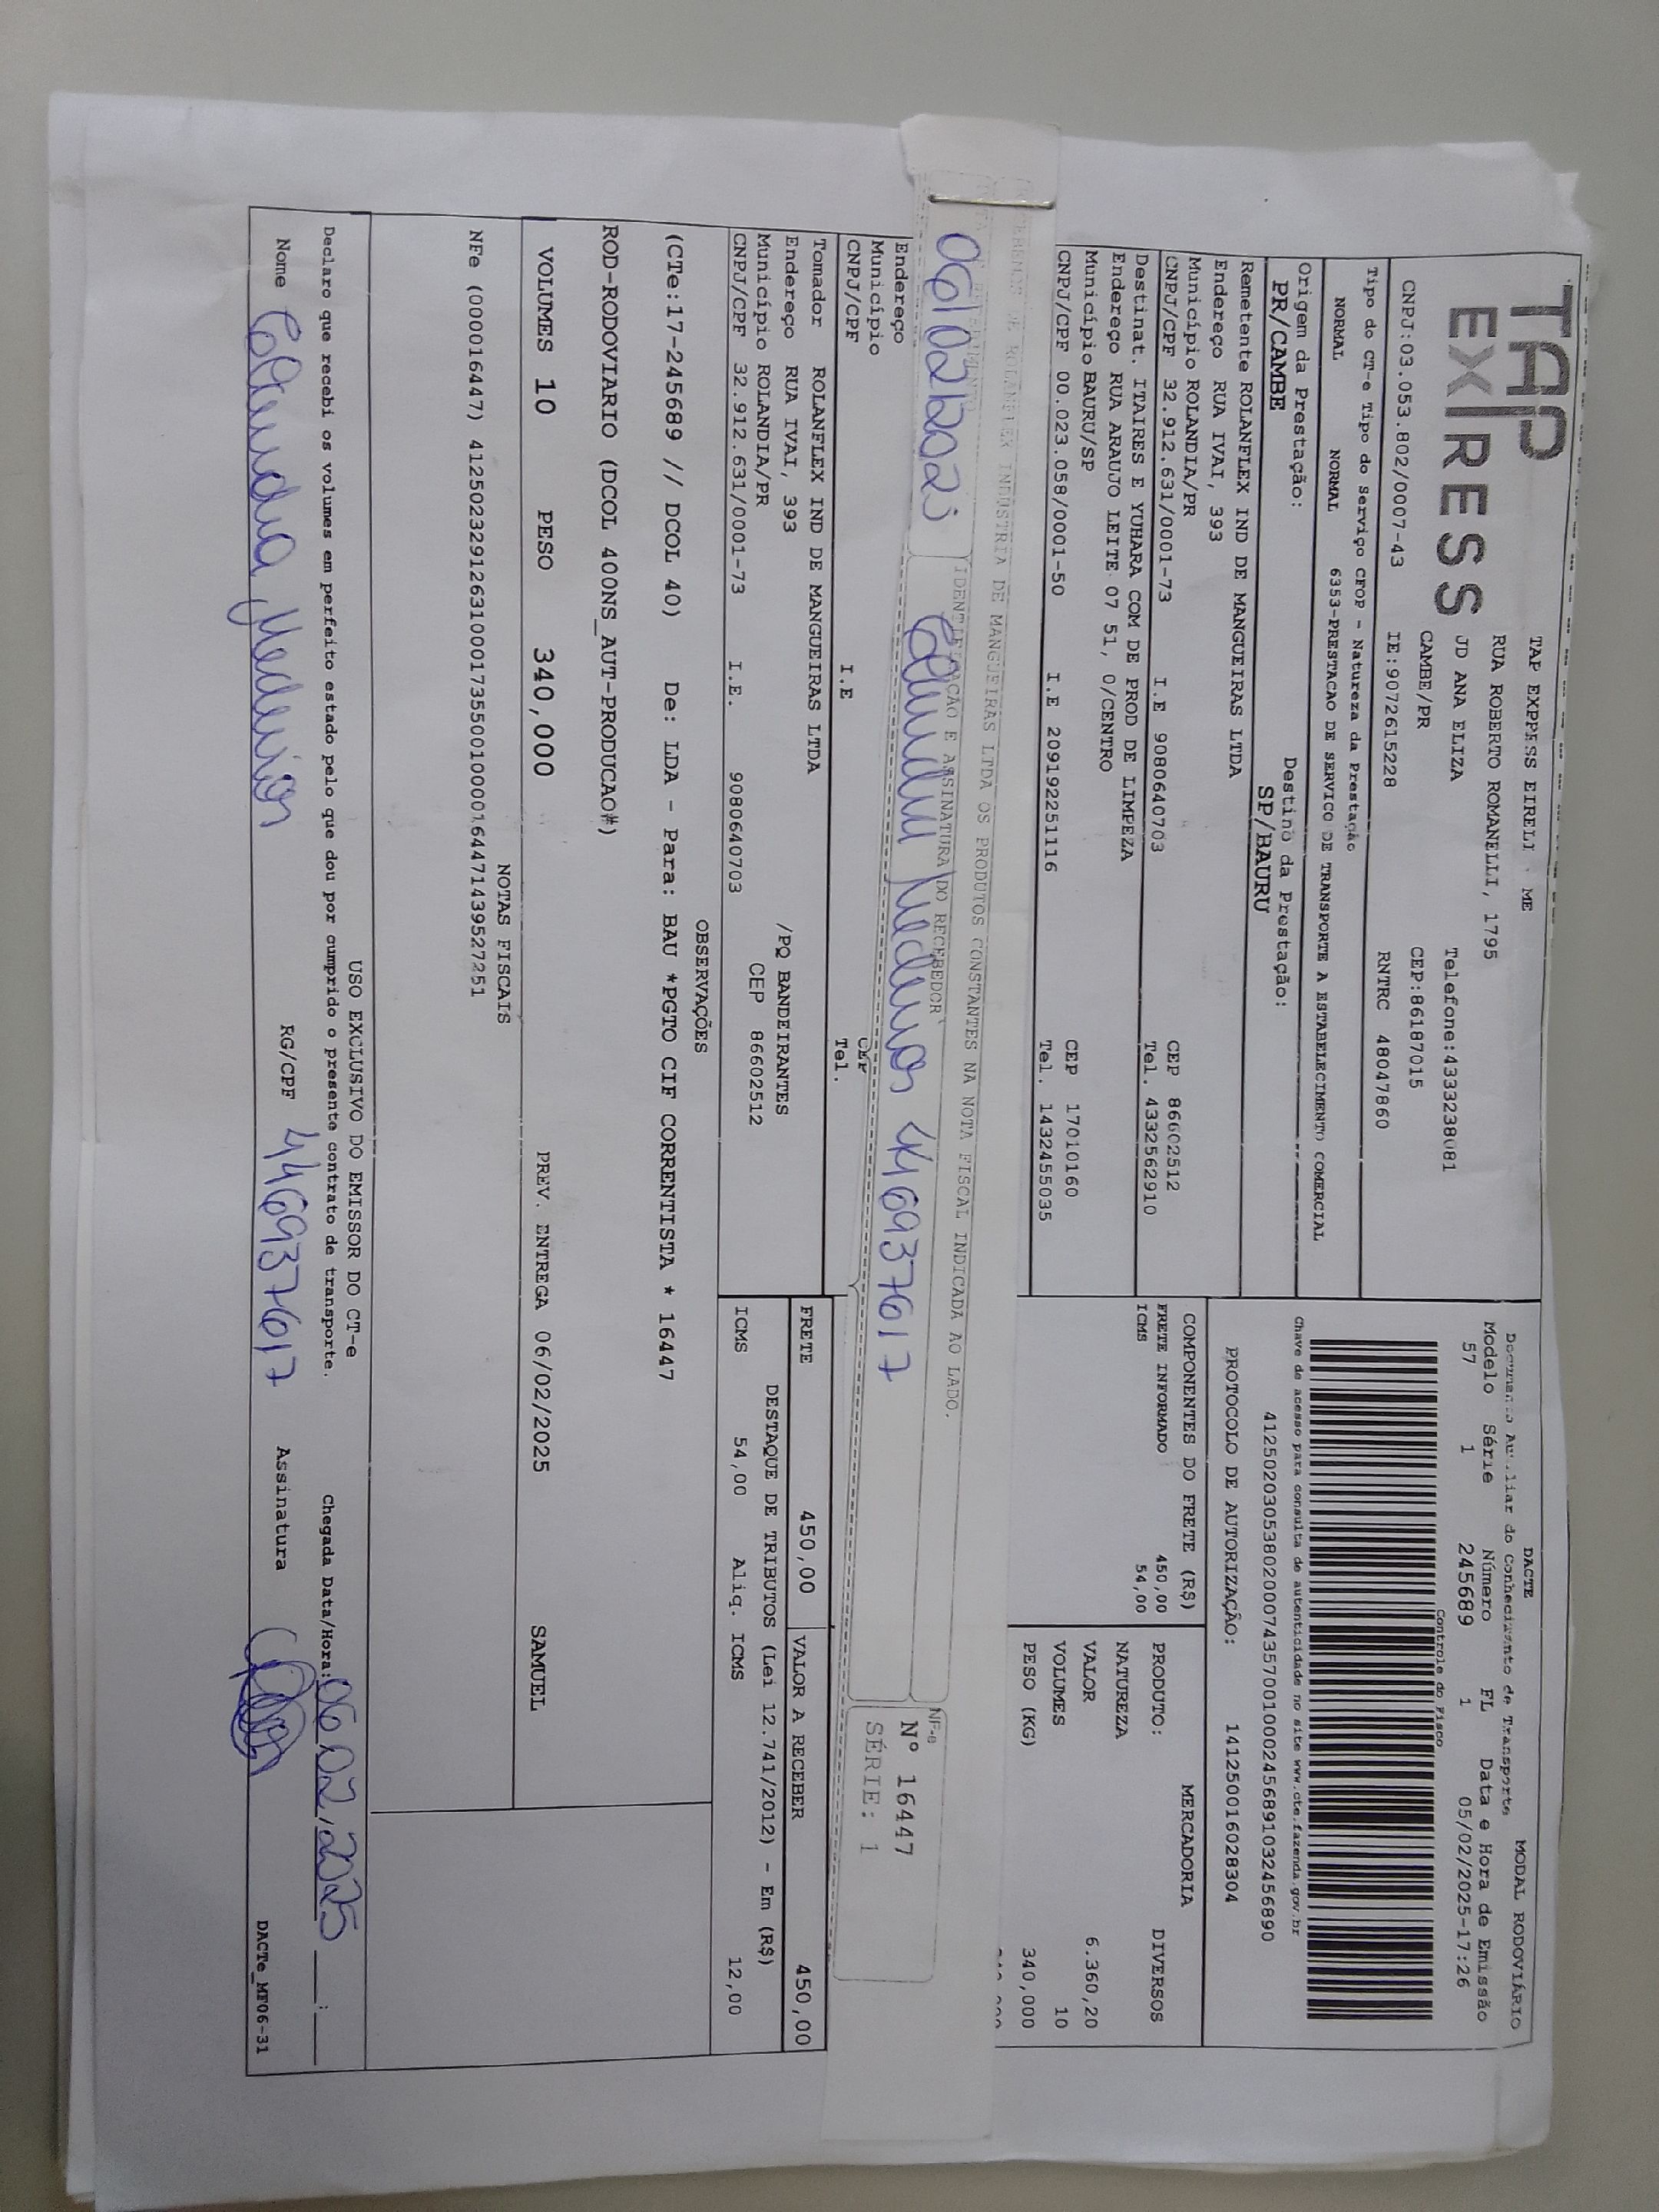 TAP
EXPRESS
TAP EXPPESS EIRELI - ME
RUA ROBERTO ROMANELLI, 1795
JD ANA ELIZA
Telefone:4333238081
CAMBE/PR
CEP:86187015
CNPJ:03.053.802/0007-43
IE:9072615228
RNTRC 48047860
DACTE
MODAL RODOVIÁRIO
Documento Auxiliar do Conhecimento de Transporte
Modelo Série Número FL Data e Hora de Emissão
57 1 245689 1 05/02/2025-17:26
Controle do Fisco
Tipo do CT-e Tipo do Serviço CFOP - Natureza da Prestação
NORMAL NORMAL 6353-PRESTACAO DE SERVICO DE TRANSPORTE A ESTABELECIMENTO COMERCIAL
Chave de acesso para consulta de autenticidade no site www.cte.fazenda.gov.br
41250203053802000743570010002456891032456890
Origem da Prestação: Destino da Prestação:
PR/CAMBE SP/BAURU
PROTOCOLO DE AUTORIZAÇÃO: 141250016028304
Remetente ROLANFLEX IND DE MANGUEIRAS LTDA
Endereço RUA IVAI, 393
Município ROLANDIA/PR CEP 86602512
CNPJ/CPF 32.912.631/0001-73 I.E 9080640703 Tel. 4332562910
COMPONENTES DO FRETE (R$)
FRETE INFORMADO 450,00
ICMS 54,00
MERCADORIA
PRODUTO: DIVERSOS
NATUREZA
VALOR 6.360,20
VOLUMES 10
PESO (KG) 340,000
Destinat. ITAIRES E YUHARA COM DE PROD DE LIMPEZA
Endereço RUA ARAUJO LEITE 07 51, 0/CENTRO
Município BAURU/SP CEP 17010160
CNPJ/CPF 00.023.058/0001-50 I.E 209192251116 Tel. 1432455035
DE ROLANFLEX INDUSTRIA DE MANGUEIRAS LTDA OS PRODUTOS CONSTANTES NA NOTA FISCAL INDICADA AO LADO.
IDENTIFICAÇÃO E ASSINATURA DO RECEBEDOR
06/02/2025 Claudia Medeiros 446937617
NF-e
Nº 16447
SÉRIE: 1
Endereço
Município CEP
CNPJ/CPF I.E Tel.
Tomador ROLANFLEX IND DE MANGUEIRAS LTDA
Endereço RUA IVAI, 393 /PQ BANDEIRANTES
Município ROLANDIA/PR CEP 86602512
CNPJ/CPF 32.912.631/0001-73 I.E. 9080640703
FRETE 450,00 VALOR A RECEBER 450,00
DESTAQUE DE TRIBUTOS (Lei 12.741/2012) - Em (R$)
ICMS 54,00 Aliq. ICMS 12,00
OBSERVAÇÕES
(CTe:17-245689 // DCOL 40) De: LDA - Para: BAU *PGTO CIF CORRENTISTA * 16447
ROD-RODOVIARIO (DCOL 400NS_AUT-PRODUCAO#)
VOLUMES 10 PESO 340,000 PREV. ENTREGA 06/02/2025 SAMUEL
NOTAS FISCAIS
NFe (000016447) 41250232912631000173550010000164471439527251
USO EXCLUSIVO DO EMISSOR DO CT-e
Declaro que recebi os volumes em perfeito estado pelo que dou por cumprido o presente contrato de transporte. Chegada Data/Hora: 06/02/2025 __:__
Nome Claudia Medeiros RG/CPF 446937617 Assinatura
DACTe_MF06-31